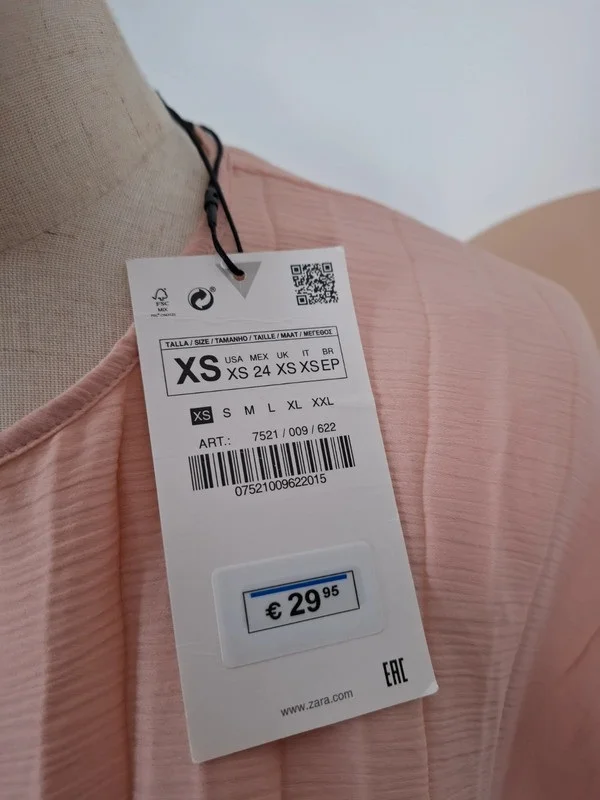 FSC
MIX
TALLA / SIZE / TAMANHO / TAILLE / MAAT / ΜΕΓΕΘΟΣ
XS
USA MEX UK IT BR
XS 24 XS XS EP
XS S M L XL XXL
ART.: 7521 / 009 / 622
07521009622015
€ 29 95
EAC
www.zara.com